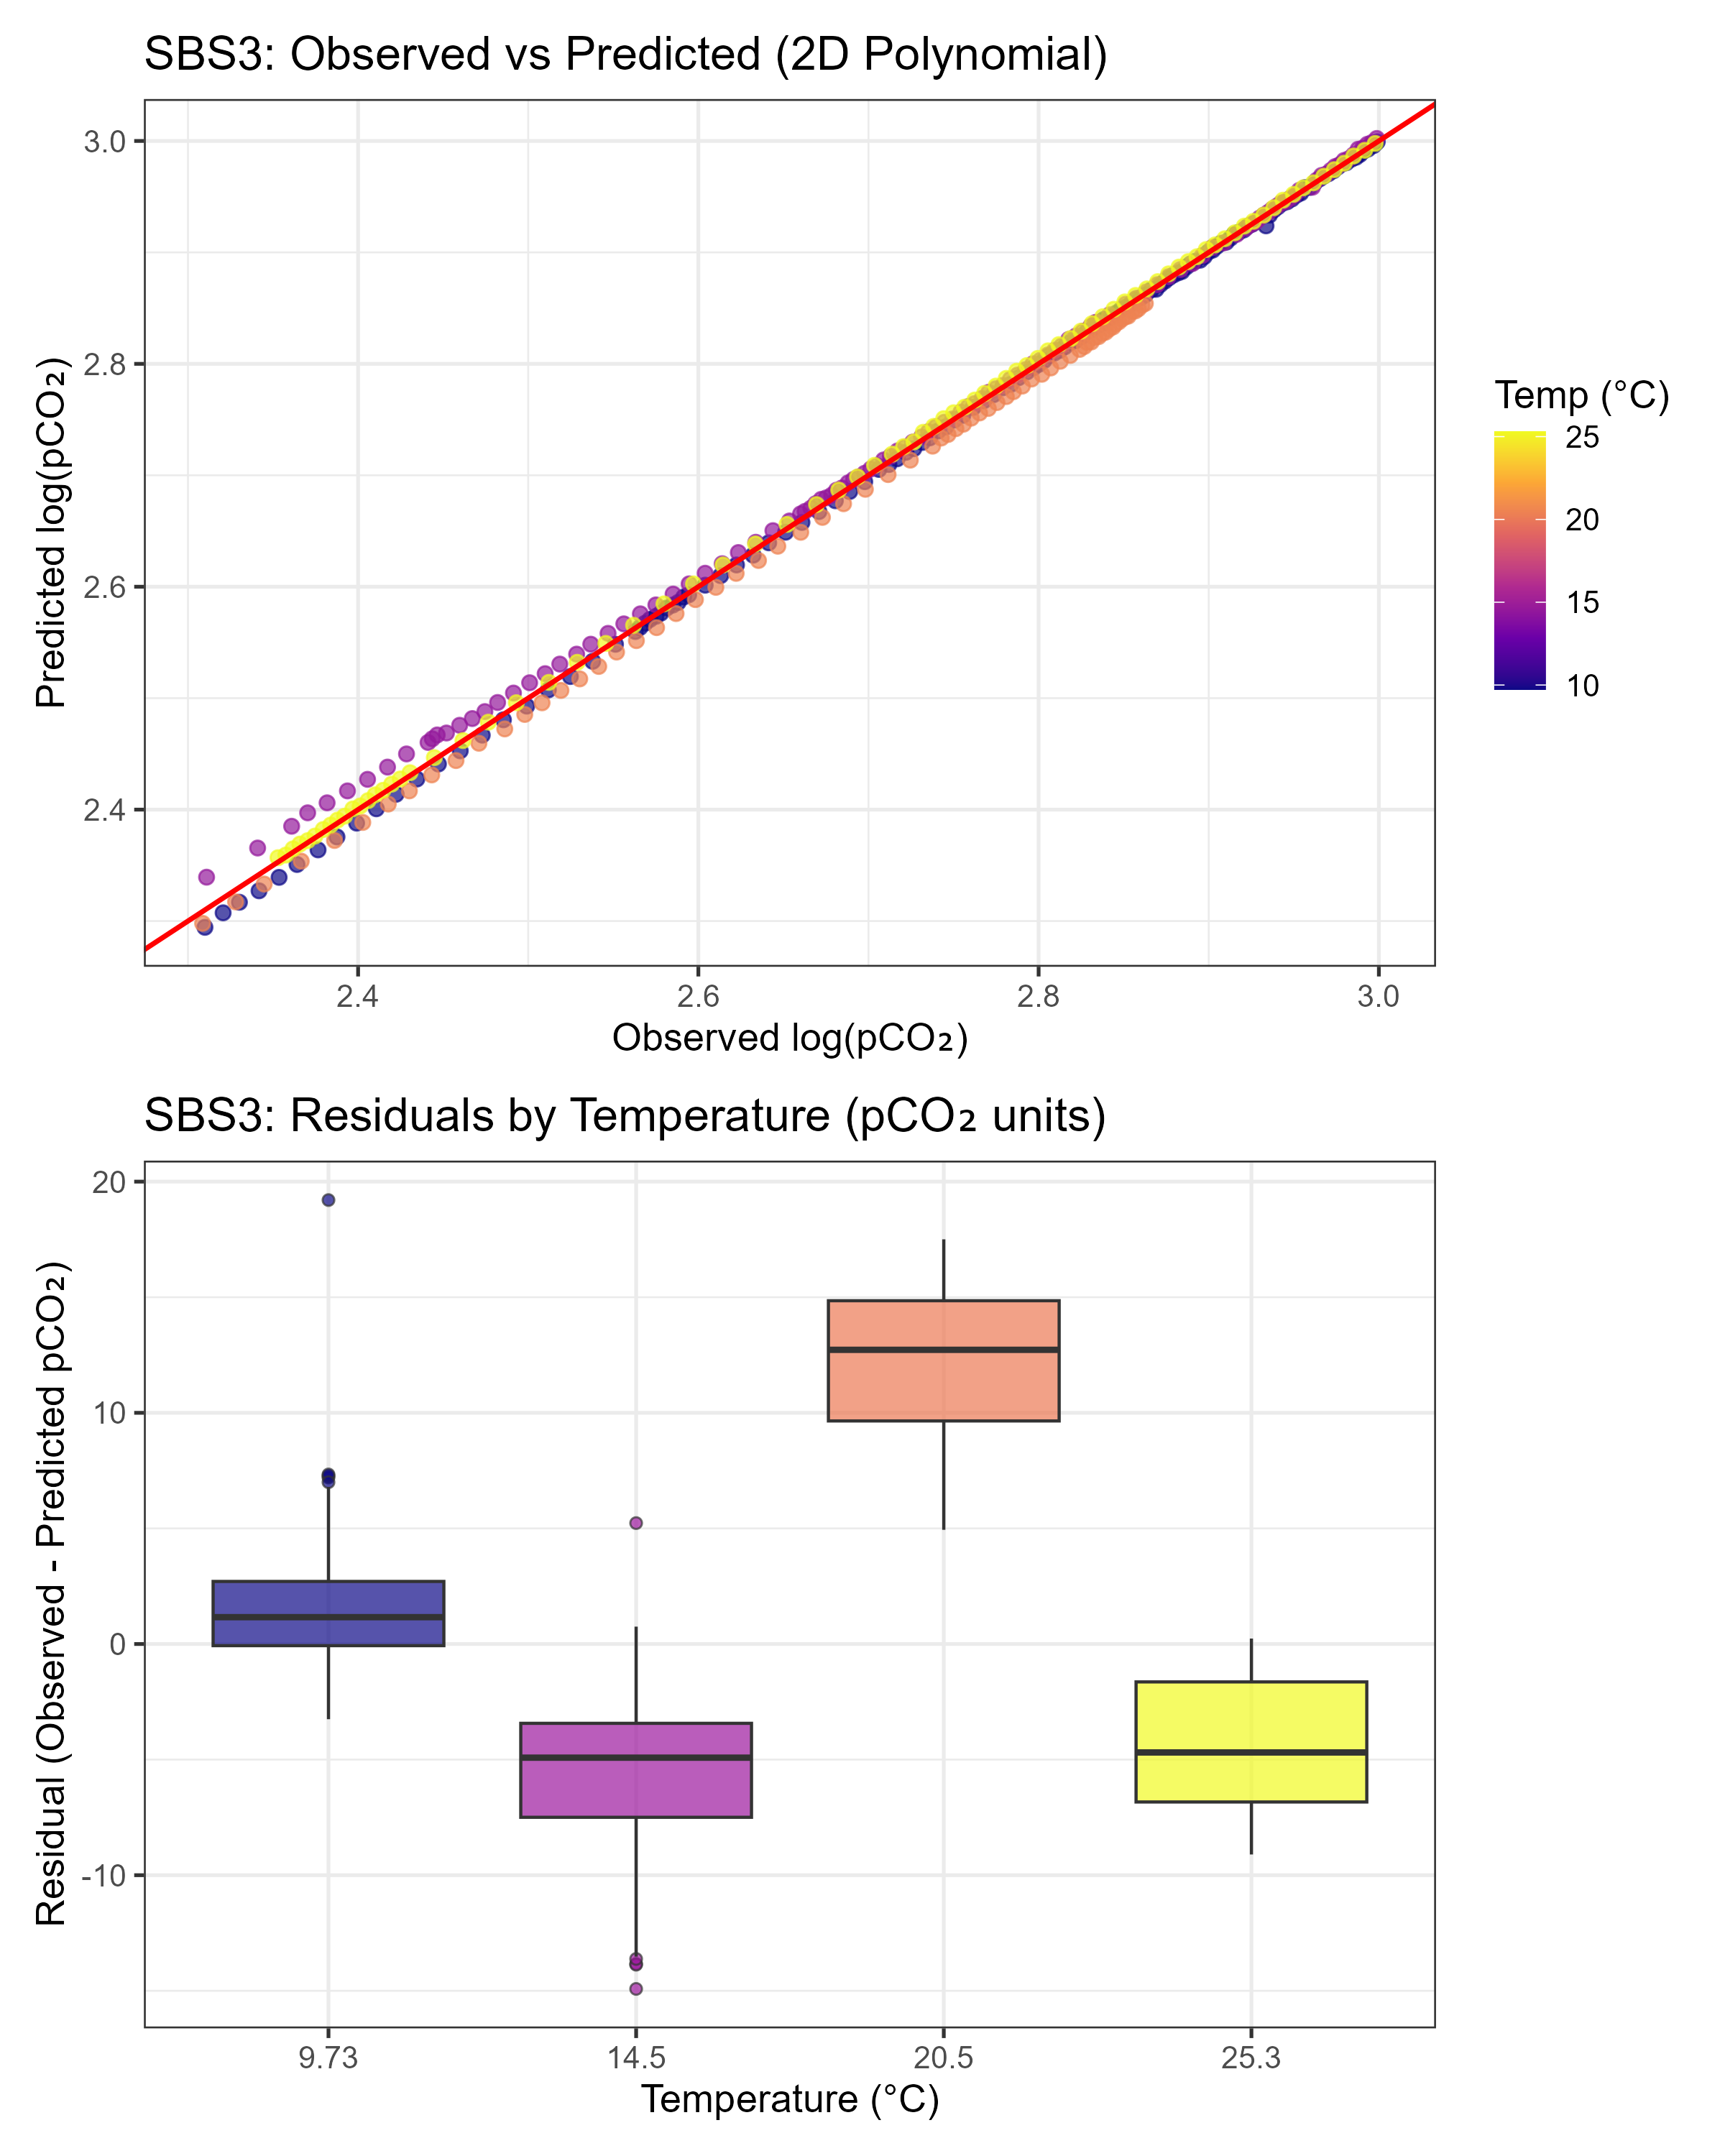 SBS3: Observed vs Predicted (2D Polynomial)
Predicted log(pCO₂)
3.0
2.8
2.6
2.4
2.4
2.6
2.8
3.0
Observed log(pCO₂)
Temp (°C)
25
20
15
10
SBS3: Residuals by Temperature (pCO₂ units)
Residual (Observed - Predicted pCO₂)
20
10
0
-10
9.73
14.5
20.5
25.3
Temperature (°C)